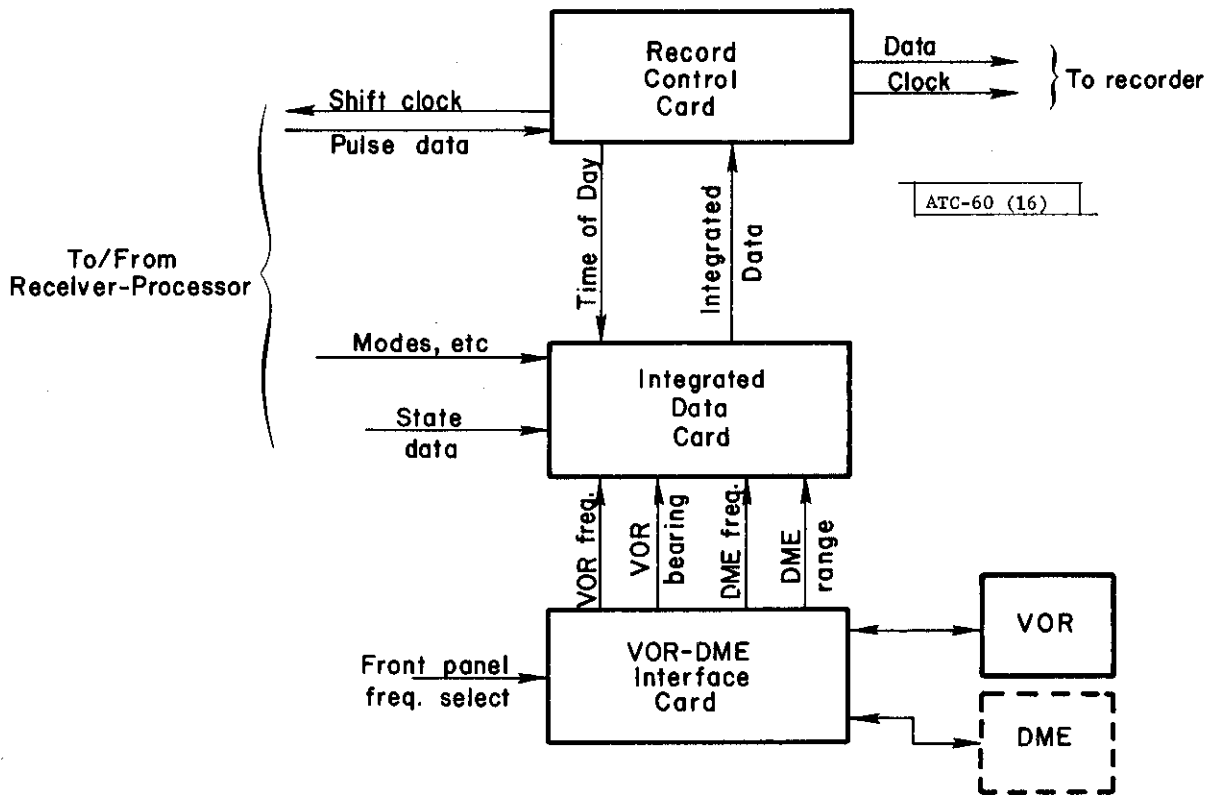 Record
Control
Card
Data
Clock
To recorder
Shift clock
Pulse data
Time of Day
Integrated
Data
ATC-60 (16)
To/From
Receiver-Processor
Modes, etc
State
data
Integrated
Data
Card
VOR freq.
VOR
bearing
DME freq.
DME
range
Front panel
freq. select
VOR-DME
Interface
Card
VOR
DME